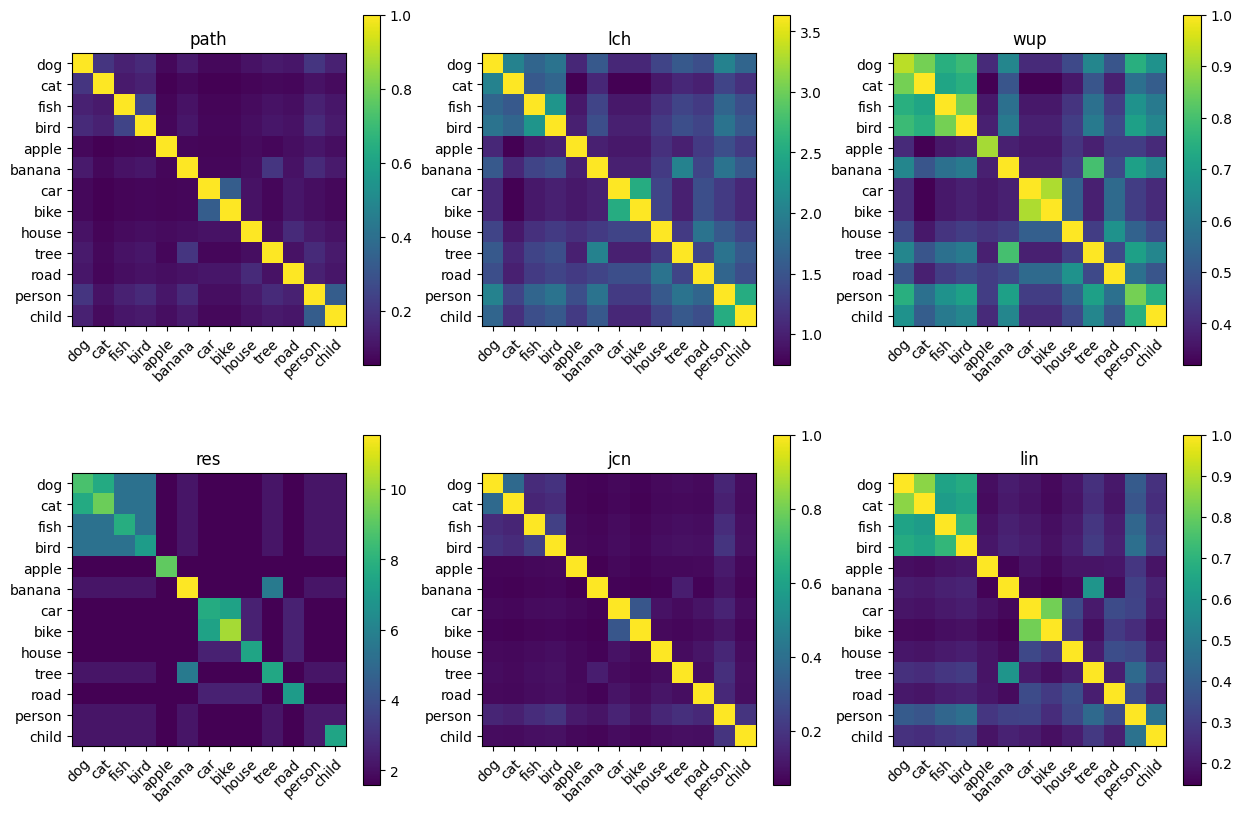 path
dog
cat
fish
bird
apple
banana
car
bike
house
tree
road
person
child
dog cat fish bird apple banana car bike house tree road person child
1.0
0.8
0.6
0.4
0.2
lch
dog
cat
fish
bird
apple
banana
car
bike
house
tree
road
person
child
dog cat fish bird apple banana car bike house tree road person child
3.5
3.0
2.5
2.0
1.5
1.0
wup
dog
cat
fish
bird
apple
banana
car
bike
house
tree
road
person
child
dog cat fish bird apple banana car bike house tree road person child
1.0
0.9
0.8
0.7
0.6
0.5
0.4
res
dog
cat
fish
bird
apple
banana
car
bike
house
tree
road
person
child
dog cat fish bird apple banana car bike house tree road person child
10
8
6
4
2
jcn
dog
cat
fish
bird
apple
banana
car
bike
house
tree
road
person
child
dog cat fish bird apple banana car bike house tree road person child
1.0
0.8
0.6
0.4
0.2
lin
dog
cat
fish
bird
apple
banana
car
bike
house
tree
road
person
child
dog cat fish bird apple banana car bike house tree road person child
1.0
0.9
0.8
0.7
0.6
0.5
0.4
0.3
0.2